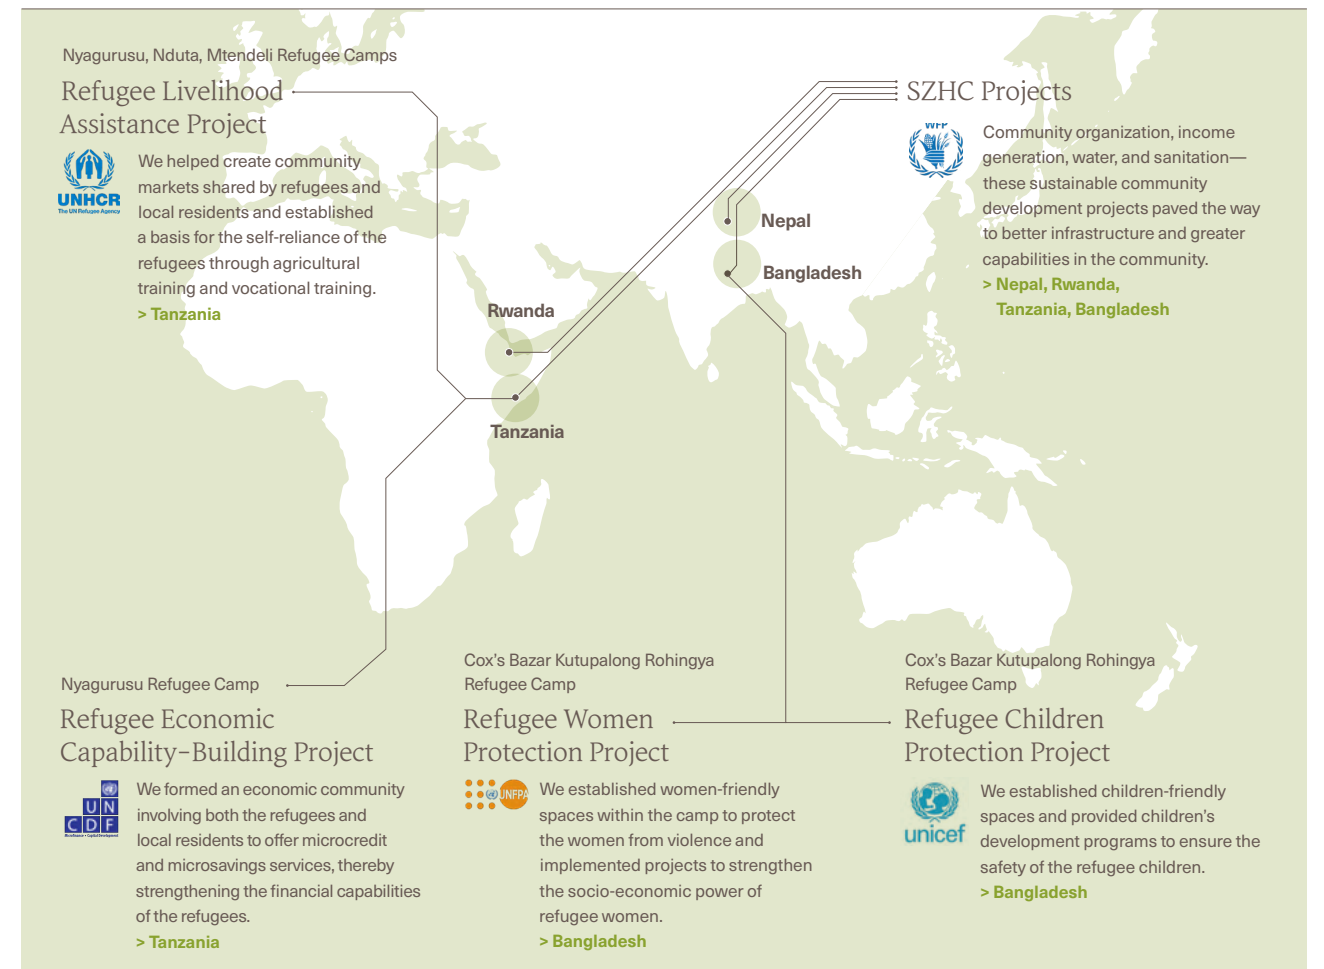 Nyagurusu, Nduta, Mtendeli Refugee Camps
Refugee Livelihood
Assistance Project
UNHCR
The UN Refugee Agency
We helped create community
markets shared by refugees and
local residents and established
a basis for the self-reliance of the
refugees through agricultural
training and vocational training.
> Tanzania
SZHC Projects
WFP
Community organization, income
generation, water, and sanitation—
these sustainable community
development projects paved the way
to better infrastructure and greater
capabilities in the community.
> Nepal, Rwanda,
Tanzania, Bangladesh
Nepal
Bangladesh
Rwanda
Tanzania
Nyagurusu Refugee Camp
Refugee Economic
Capability-Building Project
UN
CDF
Microfinance • Capital Development
We formed an economic community
involving both the refugees and
local residents to offer microcredit
and microsavings services, thereby
strengthening the financial capabilities
of the refugees.
> Tanzania
Cox's Bazar Kutupalong Rohingya
Refugee Camp
Refugee Women
Protection Project
UNFPA
We established women-friendly
spaces within the camp to protect
the women from violence and
implemented projects to strengthen
the socio-economic power of
refugee women.
> Bangladesh
Cox's Bazar Kutupalong Rohingya
Refugee Camp
Refugee Children
Protection Project
unicef
We established children-friendly
spaces and provided children's
development programs to ensure the
safety of the refugee children.
> Bangladesh